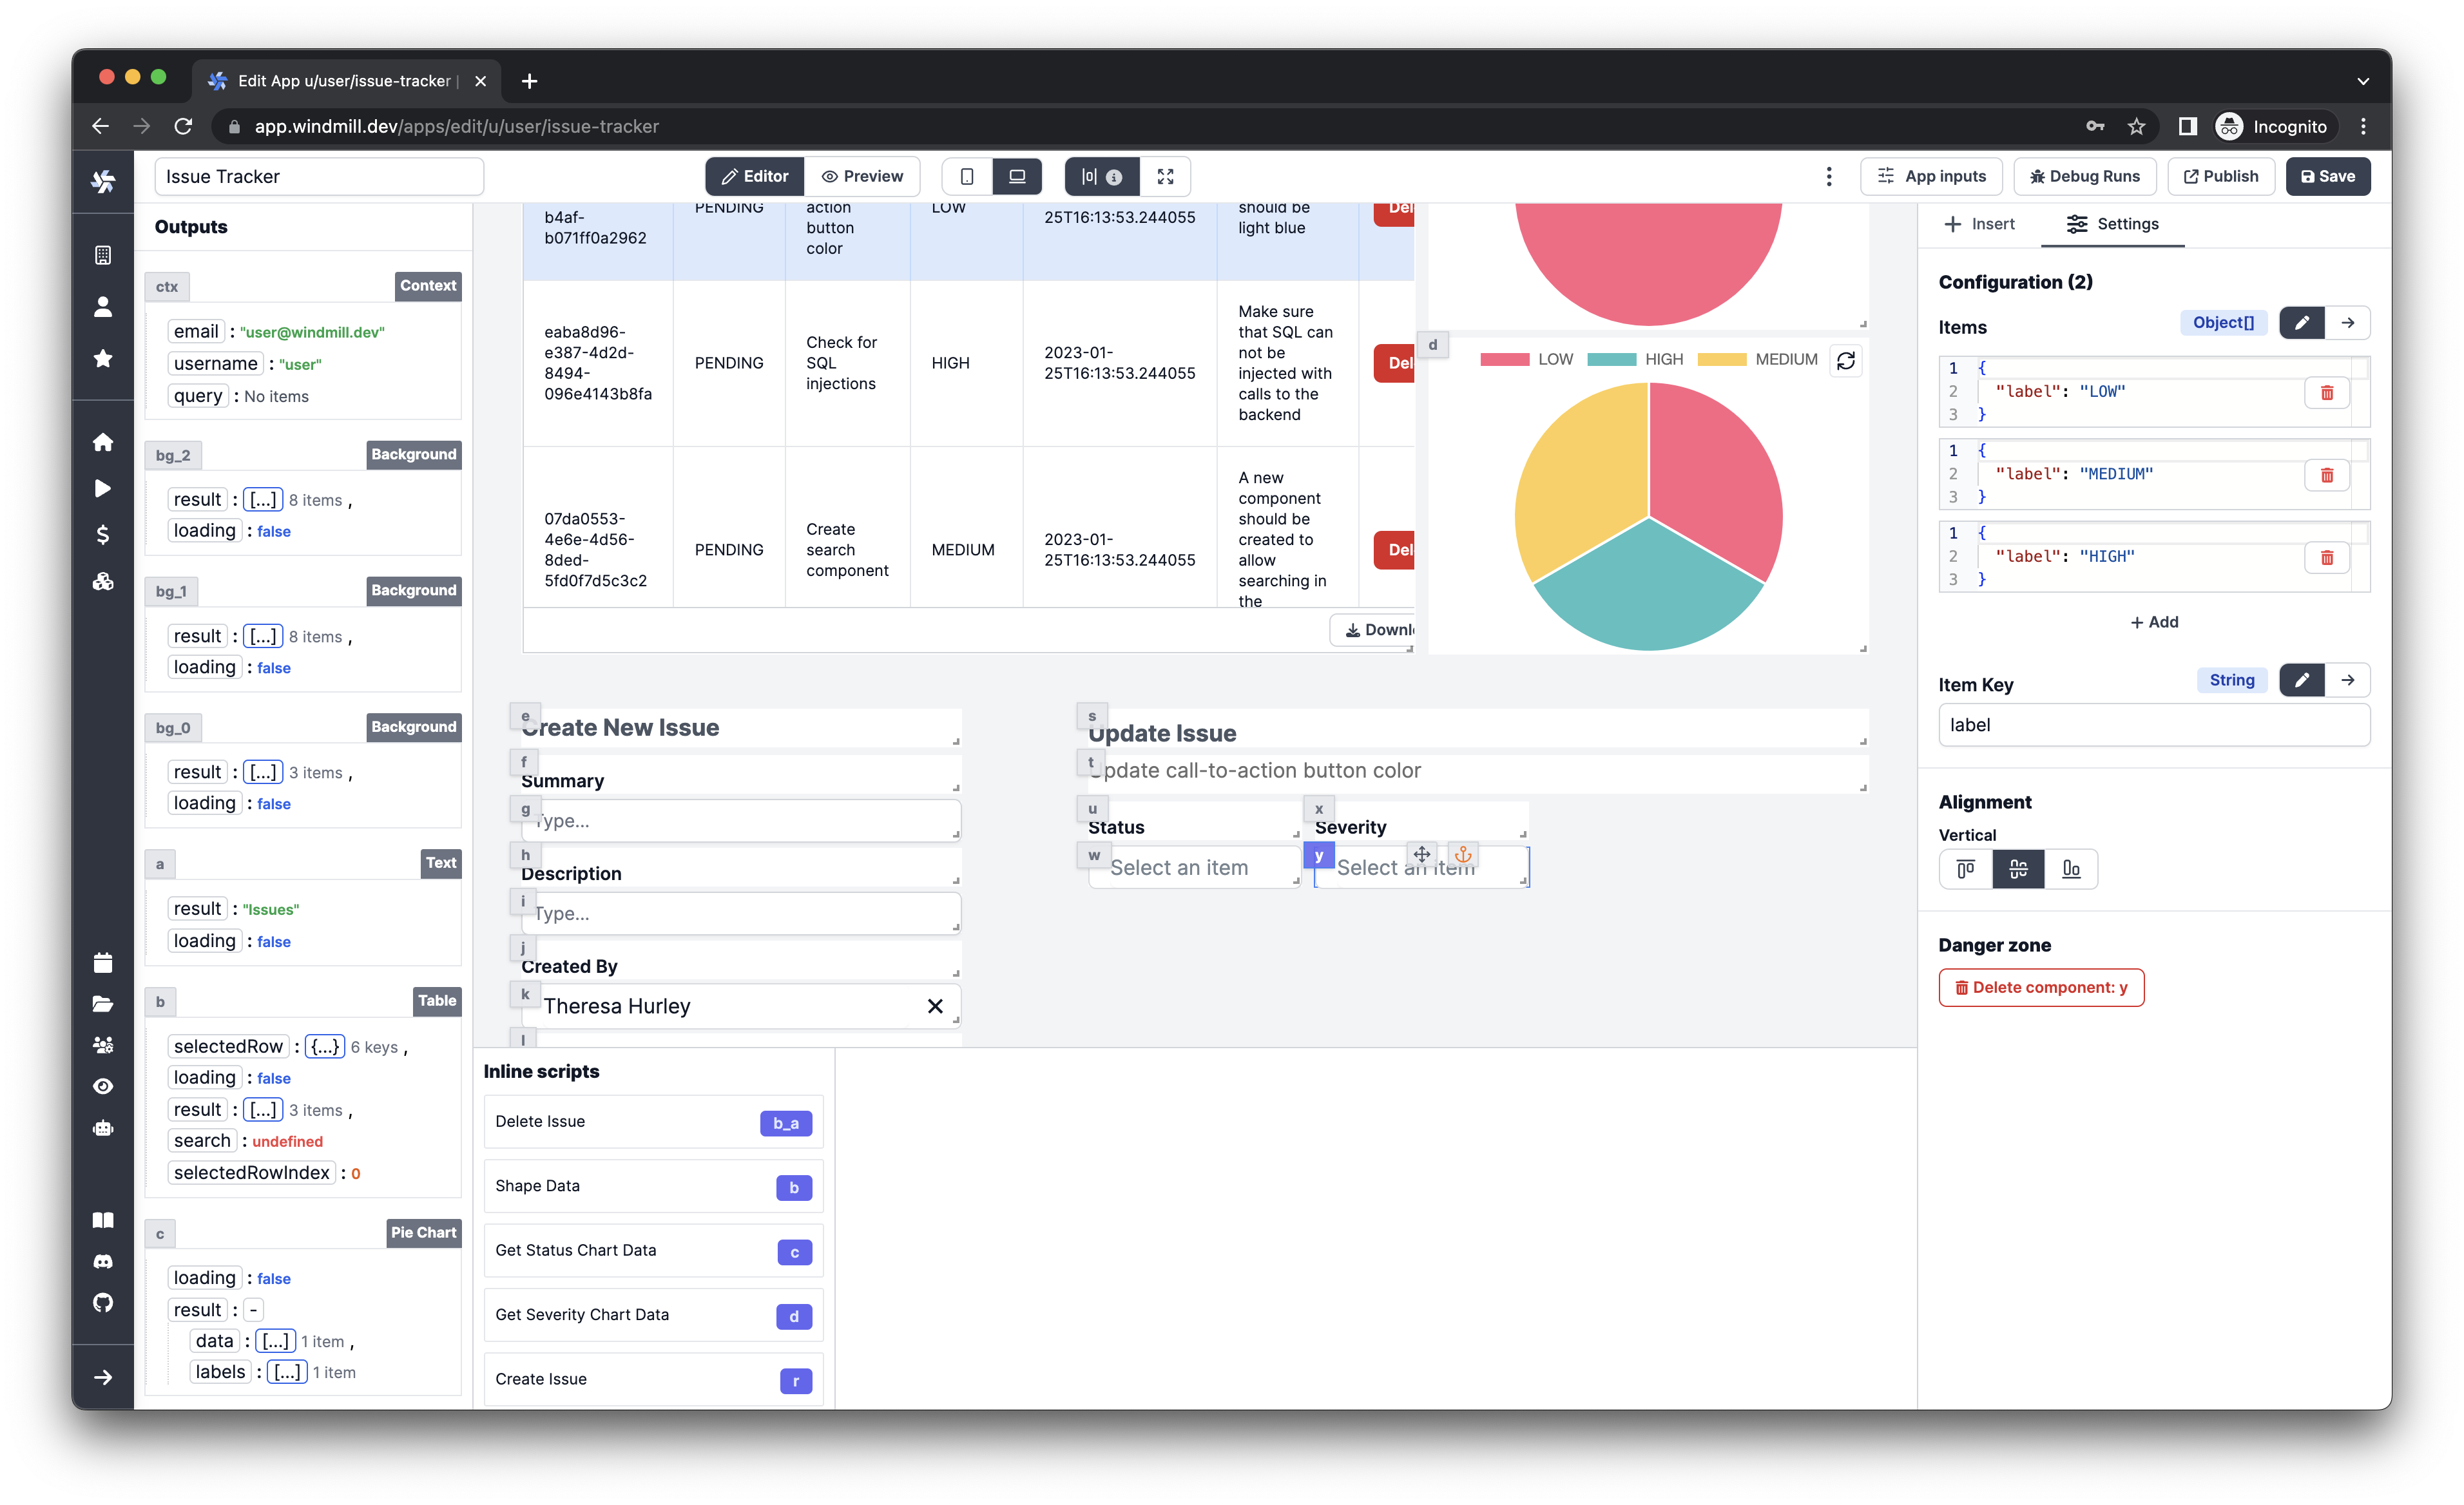 Edit App u/user/issue-tracker |
app.windmill.dev/apps/edit/u/user/issue-tracker
Incognito
Issue Tracker
Editor
Preview
App inputs
Debug Runs
Publish
Save
Outputs
ctx
Context
email : "user@windmill.dev"
username : "user"
query : No items
bg_2
Background
result : [...] 8 items ,
loading : false
bg_1
Background
result : [...] 8 items ,
loading : false
bg_0
Background
result : [...] 3 items ,
loading : false
a
Text
result : "Issues"
loading : false
b
Table
selectedRow : {...} 6 keys ,
loading : false
result : [...] 3 items ,
search : undefined
selectedRowIndex : 0
c
Pie Chart
loading : false
result : -
data : [...] 1 item ,
labels : [...] 1 item
b4af-
b071ff0a2962
PENDING
action
button
color
LOW
25T16:13:53.244055
should be
light blue
Del
eaba8d96-
e387-4d2d-
8494-
096e4143b8fa
PENDING
Check for
SQL
injections
HIGH
2023-01-
25T16:13:53.244055
Make sure
that SQL can
not be
injected with
calls to the
backend
Del
07da0553-
4e6e-4d56-
8ded-
5fd0f7d5c3c2
PENDING
Create
search
component
MEDIUM
2023-01-
25T16:13:53.244055
A new
component
should be
created to
allow
searching in
the
Del
Downl
d
LOW HIGH MEDIUM
e
Create New Issue
f
Summary
g
Type...
h
Description
i
Type...
j
Created By
k
Theresa Hurley
l
s
Update Issue
t
Update call-to-action button color
u
Status
x
Severity
w
Select an item
y
Select an item
Inline scripts
Delete Issue b_a
Shape Data b
Get Status Chart Data c
Get Severity Chart Data d
Create Issue r
Insert
Settings
Configuration (2)
Items
Object[]
1 {
2 "label": "LOW"
3 }
1 {
2 "label": "MEDIUM"
3 }
1 {
2 "label": "HIGH"
3 }
+ Add
Item Key
String
label
Alignment
Vertical
Danger zone
Delete component: y